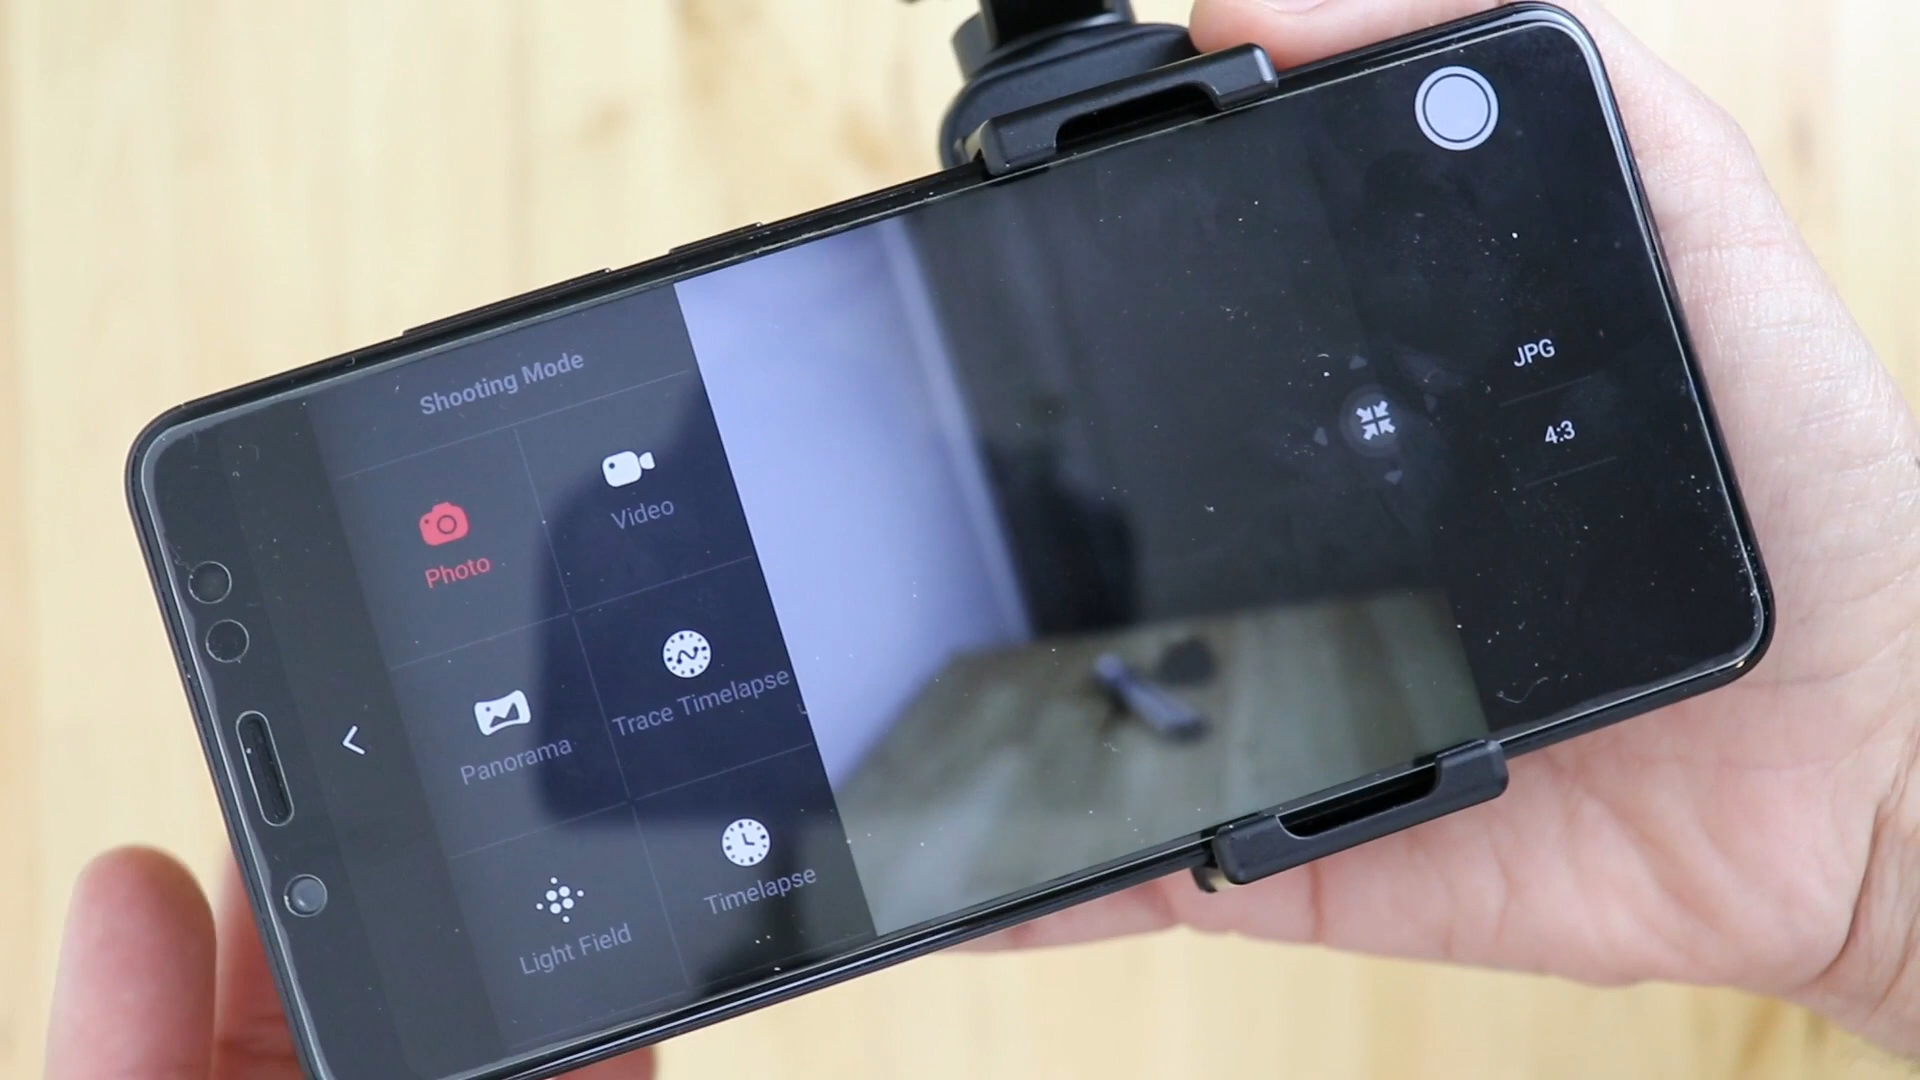 Shooting Mode
Photo
Video
Panorama
Trace Timelapse
Light Field
Timelapse
JPG
4:3